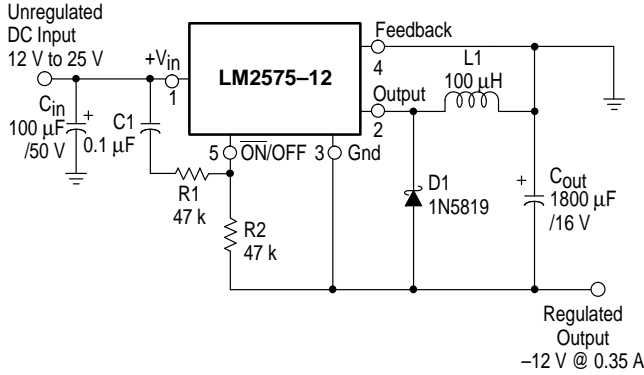 Unregulated
DC Input
12 V to 25 V
+Vin
1
LM2575–12
Feedback
4
Output
2
L1
100 μH
Cin
100 μF
/50 V
+
C1
0.1 μF
5
ON/OFF
3
Gnd
R1
47 k
R2
47 k
D1
1N5819
+
Cout
1800 μF
/16 V
Regulated
Output
–12 V @ 0.35 A